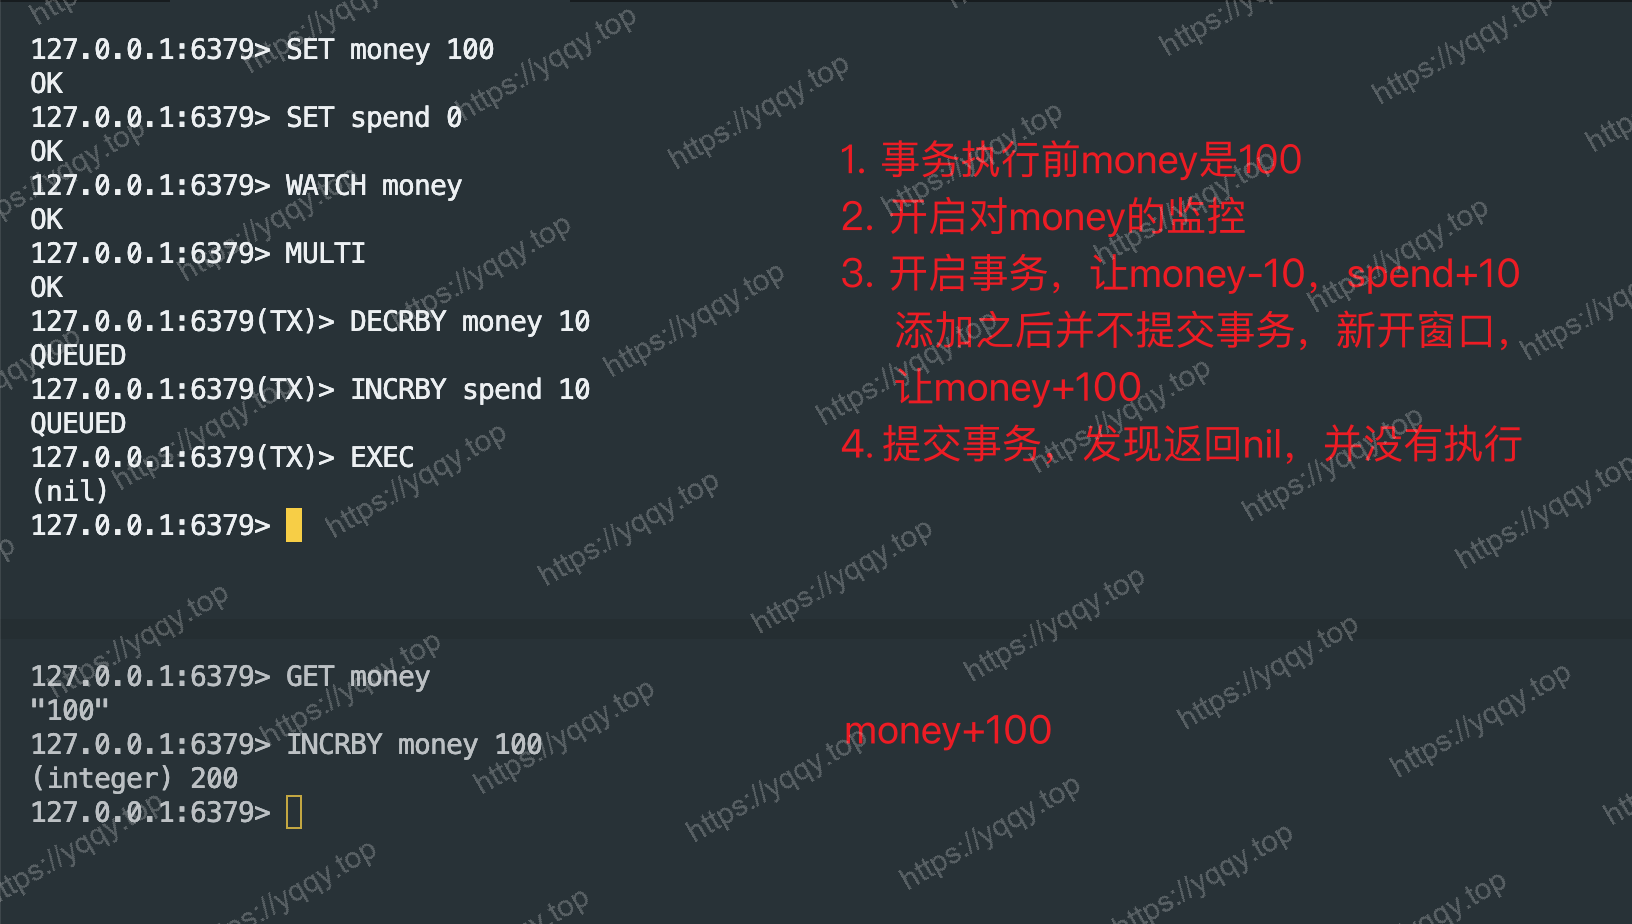 127.0.0.1:6379> SET money 100
OK
127.0.0.1:6379> SET spend 0
OK
127.0.0.1:6379> WATCH money
OK
127.0.0.1:6379> MULTI
OK
127.0.0.1:6379(TX)> DECRBY money 10
QUEUED
127.0.0.1:6379(TX)> INCRBY spend 10
QUEUED
127.0.0.1:6379(TX)> EXEC
(nil)
127.0.0.1:6379>
1. 事务执行前money是100
2. 开启对money的监控
3. 开启事务，让money-10，spend+10
添加之后并不提交事务，新开窗口，
让money+100
4. 提交事务，发现返回nil，并没有执行
127.0.0.1:6379> GET money
"100"
127.0.0.1:6379> INCRBY money 100
(integer) 200
127.0.0.1:6379>
money+100
https://yqqy.top